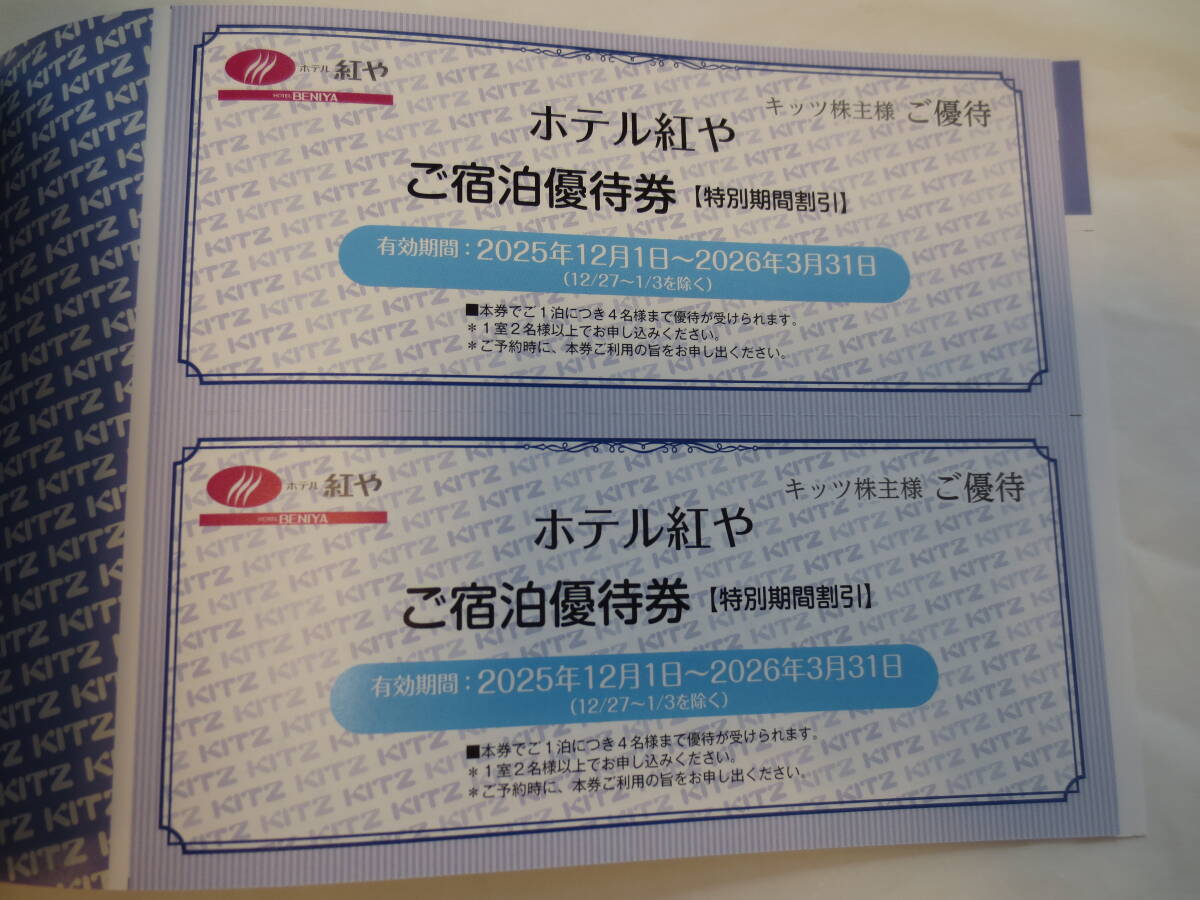 ホテル 紅や
HOTEL BENIYA
キッツ株主様 ご優待
ホテル紅や
ご宿泊優待券【特別期間割引】
有効期間：2025年12月1日～2026年3月31日
（12/27～1/3を除く）
■本券でご1泊につき4名様まで優待が受けられます。
＊1室2名様以上でお申し込みください。
＊ご予約時に、本券ご利用の旨をお申し出ください。
ホテル 紅や
HOTEL BENIYA
キッツ株主様 ご優待
ホテル紅や
ご宿泊優待券【特別期間割引】
有効期間：2025年12月1日～2026年3月31日
（12/27～1/3を除く）
■本券でご1泊につき4名様まで優待が受けられます。
＊1室2名様以上でお申し込みください。
＊ご予約時に、本券ご利用の旨をお申し出ください。
KITZ